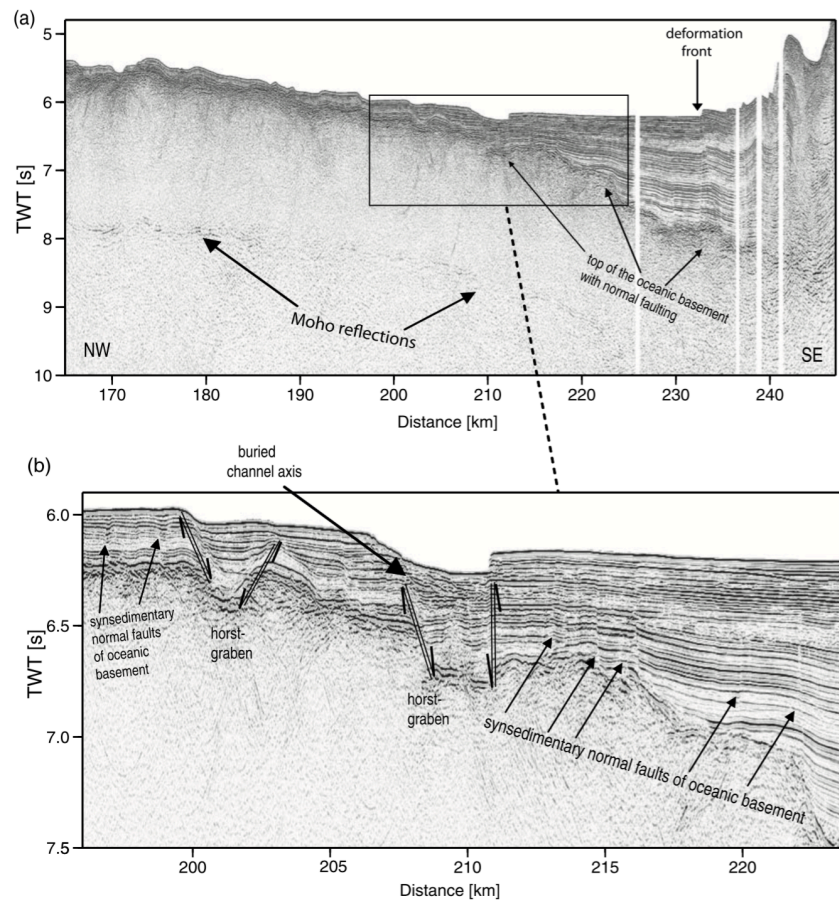 (a)
5
6
7
8
9
10
TWT [s]
deformation
front
top of the oceanic basement
with normal faulting
Moho reflections
NW
SE
170
180
190
200
210
220
230
240
Distance [km]
(b)
buried
channel axis
6.0
6.5
7.0
7.5
TWT [s]
synsedimentary
normal faults
of oceanic
basement
horst-
graben
horst-
graben
synsedimentary normal faults of oceanic basement
200
205
210
215
220
Distance [km]